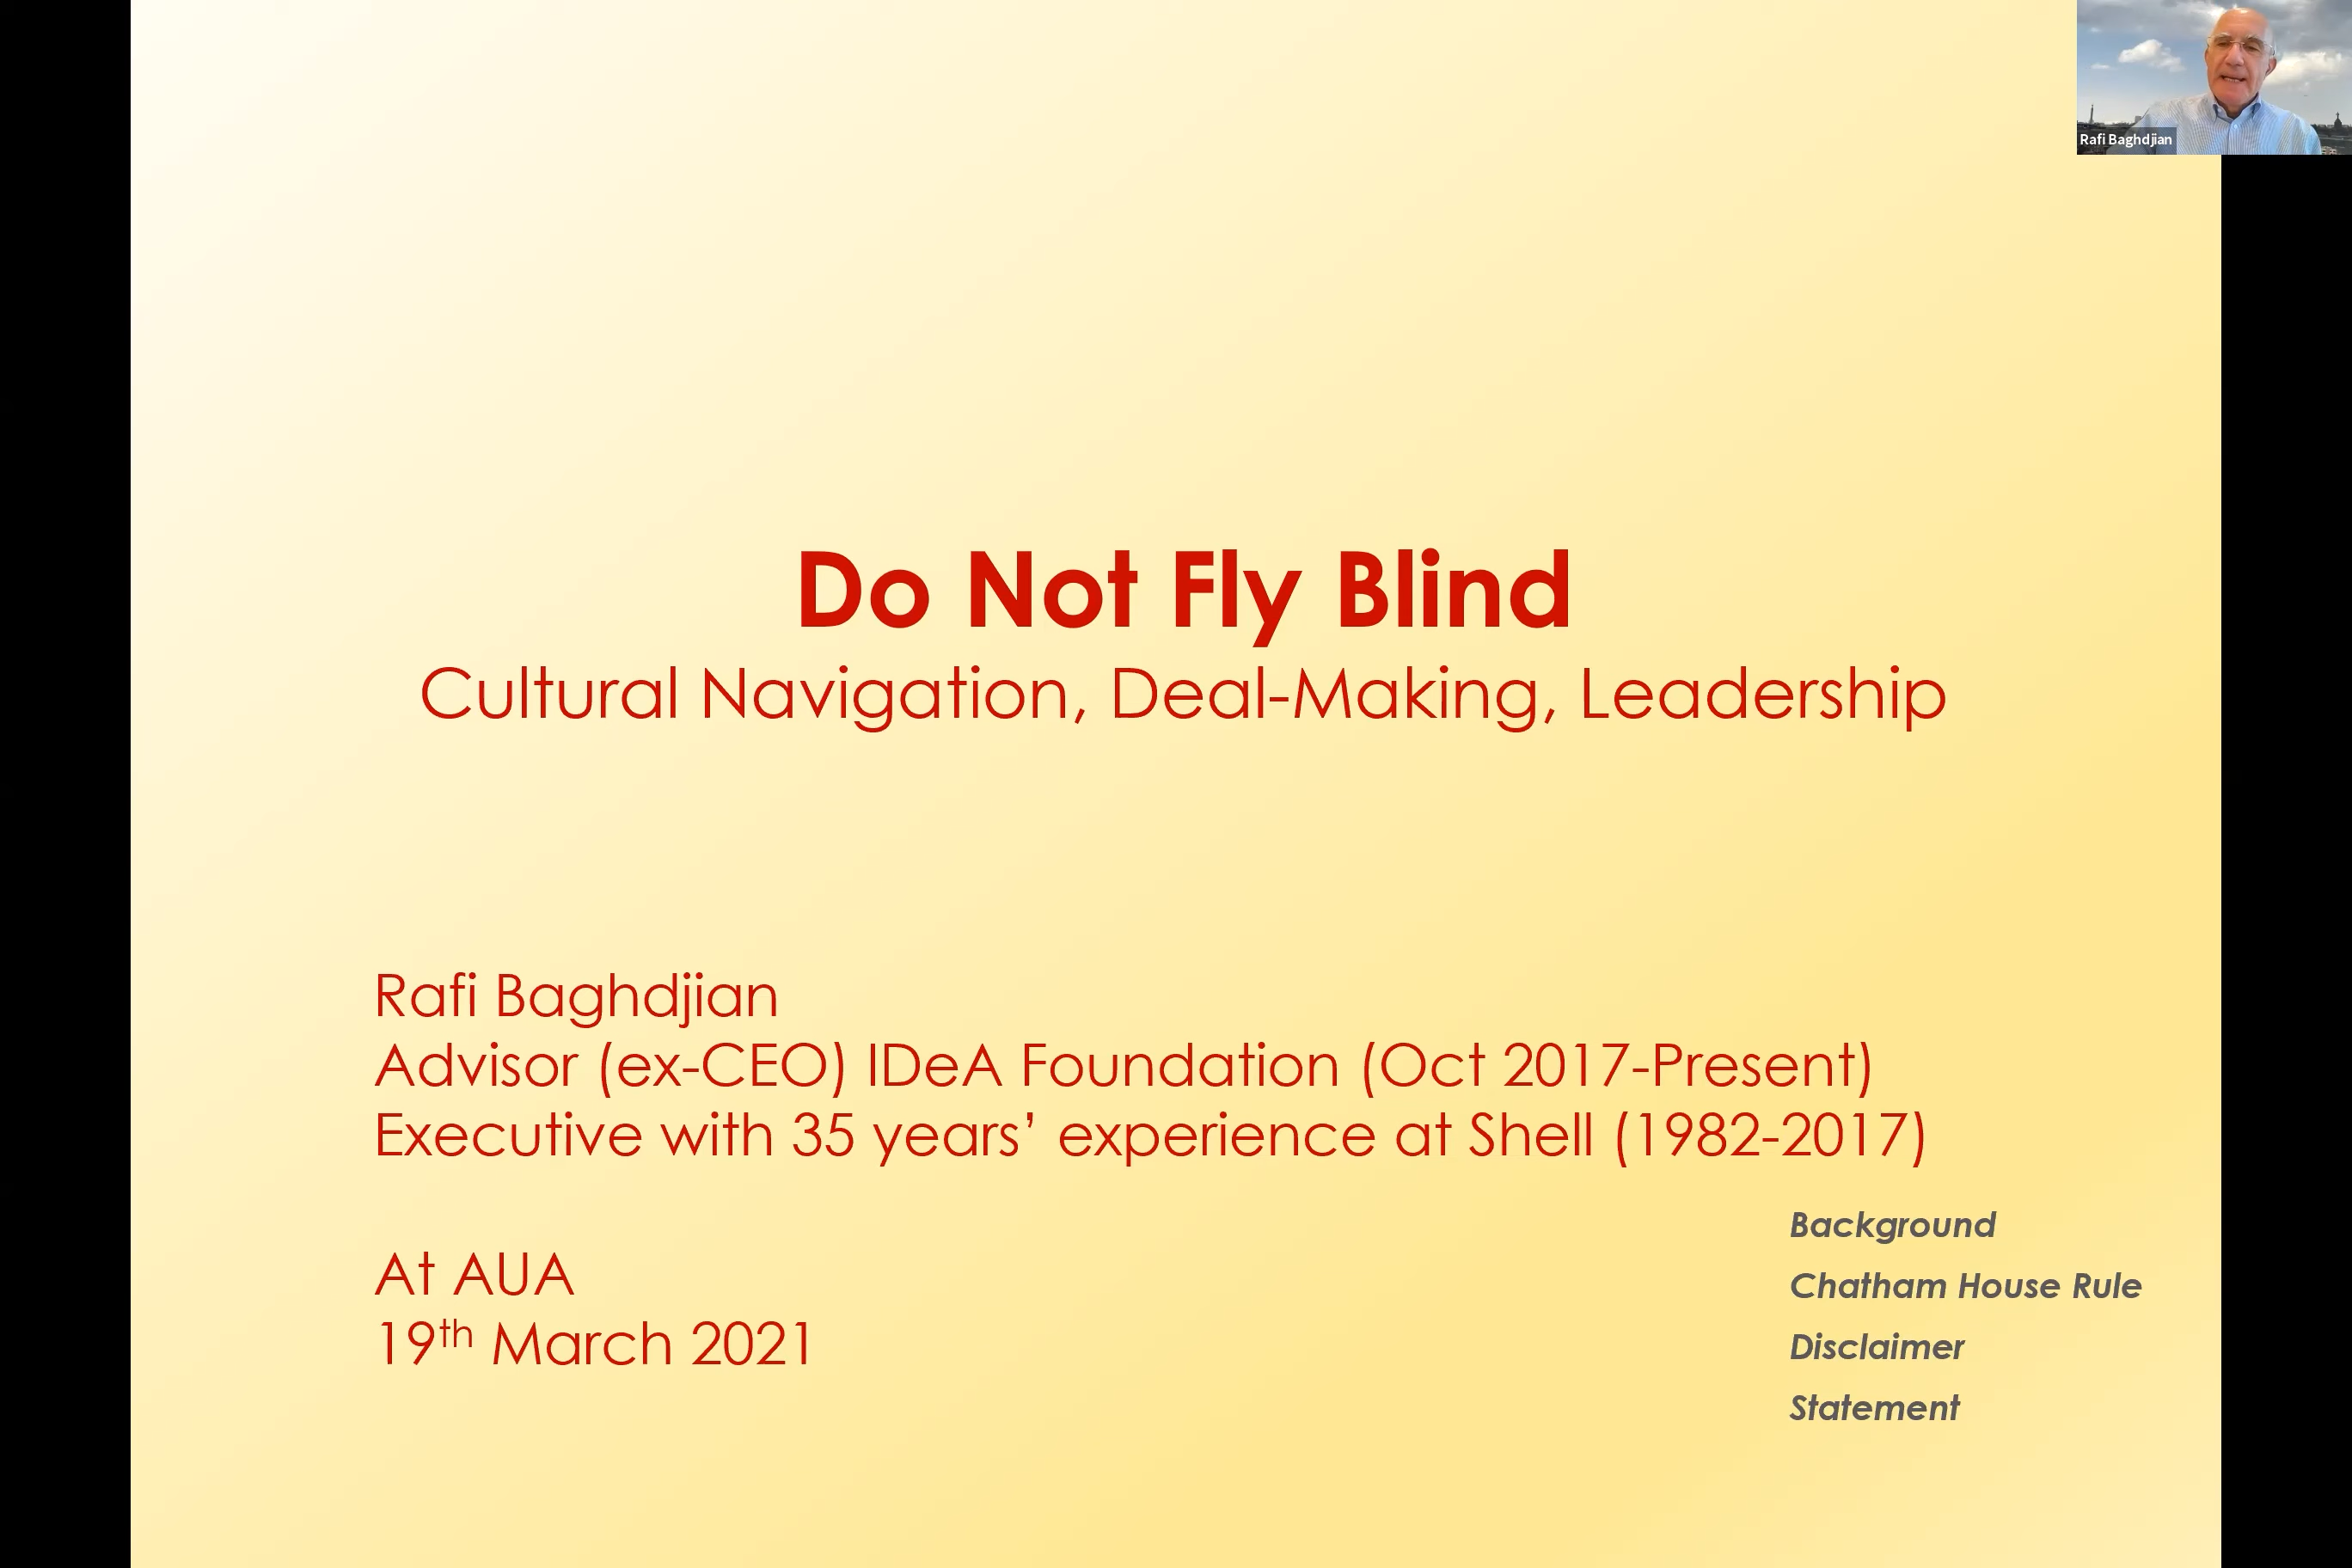 Rafi Baghdjian
Do Not Fly Blind
Cultural Navigation, Deal-Making, Leadership
Rafi Baghdjian
Advisor (ex-CEO) IDeA Foundation (Oct 2017-Present)
Executive with 35 years’ experience at Shell (1982-2017)
At AUA
19th March 2021
Background
Chatham House Rule
Disclaimer
Statement